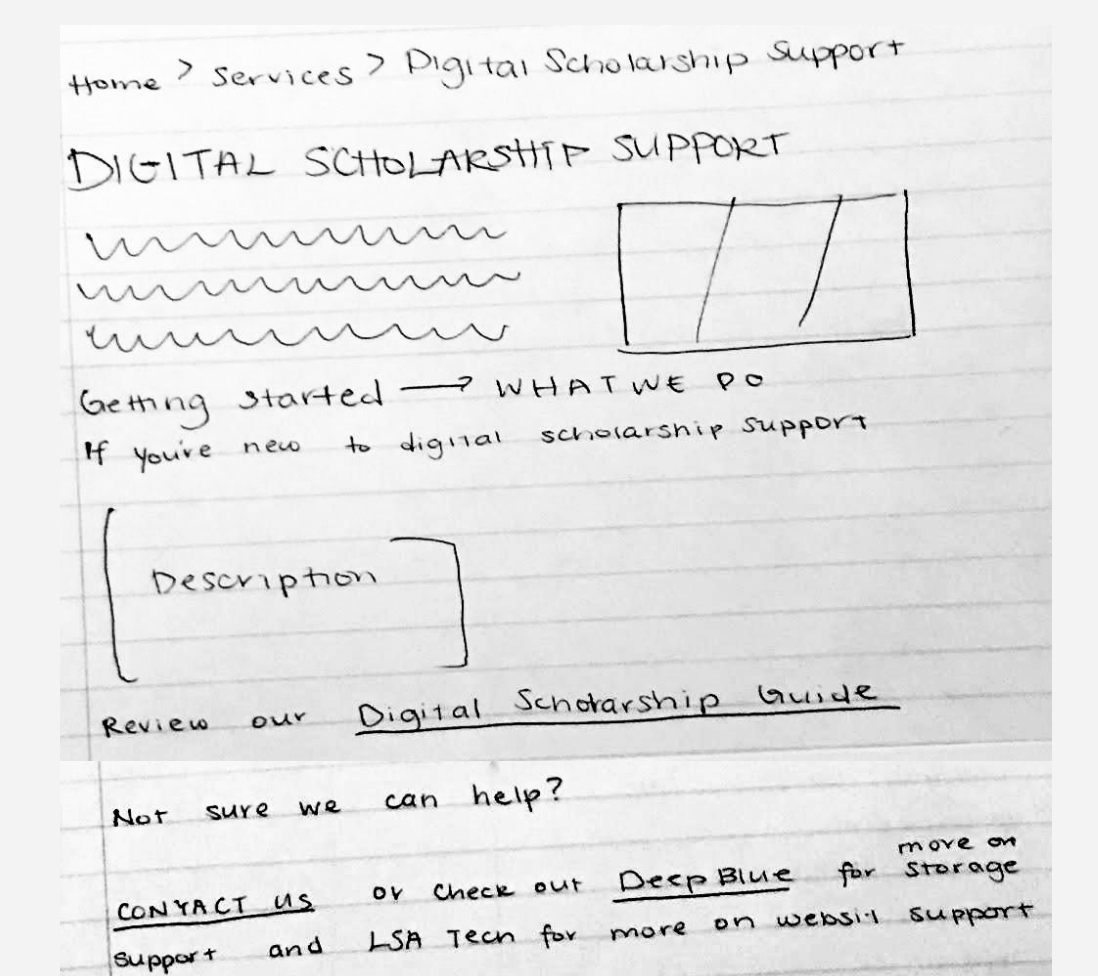 Home > Services > Digital Scholarship Support
DIGITAL SCHOLARSHIP SUPPORT
Getting started → WHAT WE DO
If you're new to digital scholarship support
Description
Review our Digital Scholarship Guide
Not sure we can help?
more on
CONTACT US or check out Deep Blue for storage
support and LSA Tech for more on website support